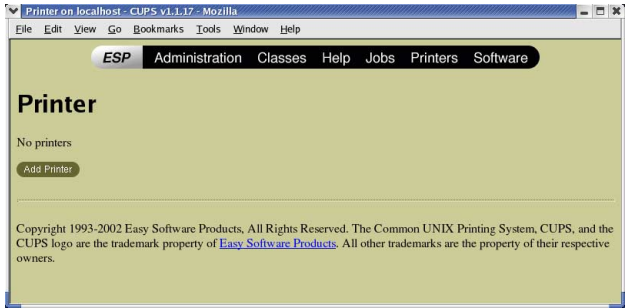 Printer on localhost - CUPS v1.1.17 - Mozilla
File Edit View Go Bookmarks Tools Window Help
ESP Administration Classes Help Jobs Printers Software
Printer
No printers
Add Printer
Copyright 1993-2002 Easy Software Products, All Rights Reserved. The Common UNIX Printing System, CUPS, and the
CUPS logo are the trademark property of Easy Software Products. All other trademarks are the property of their respective
owners.